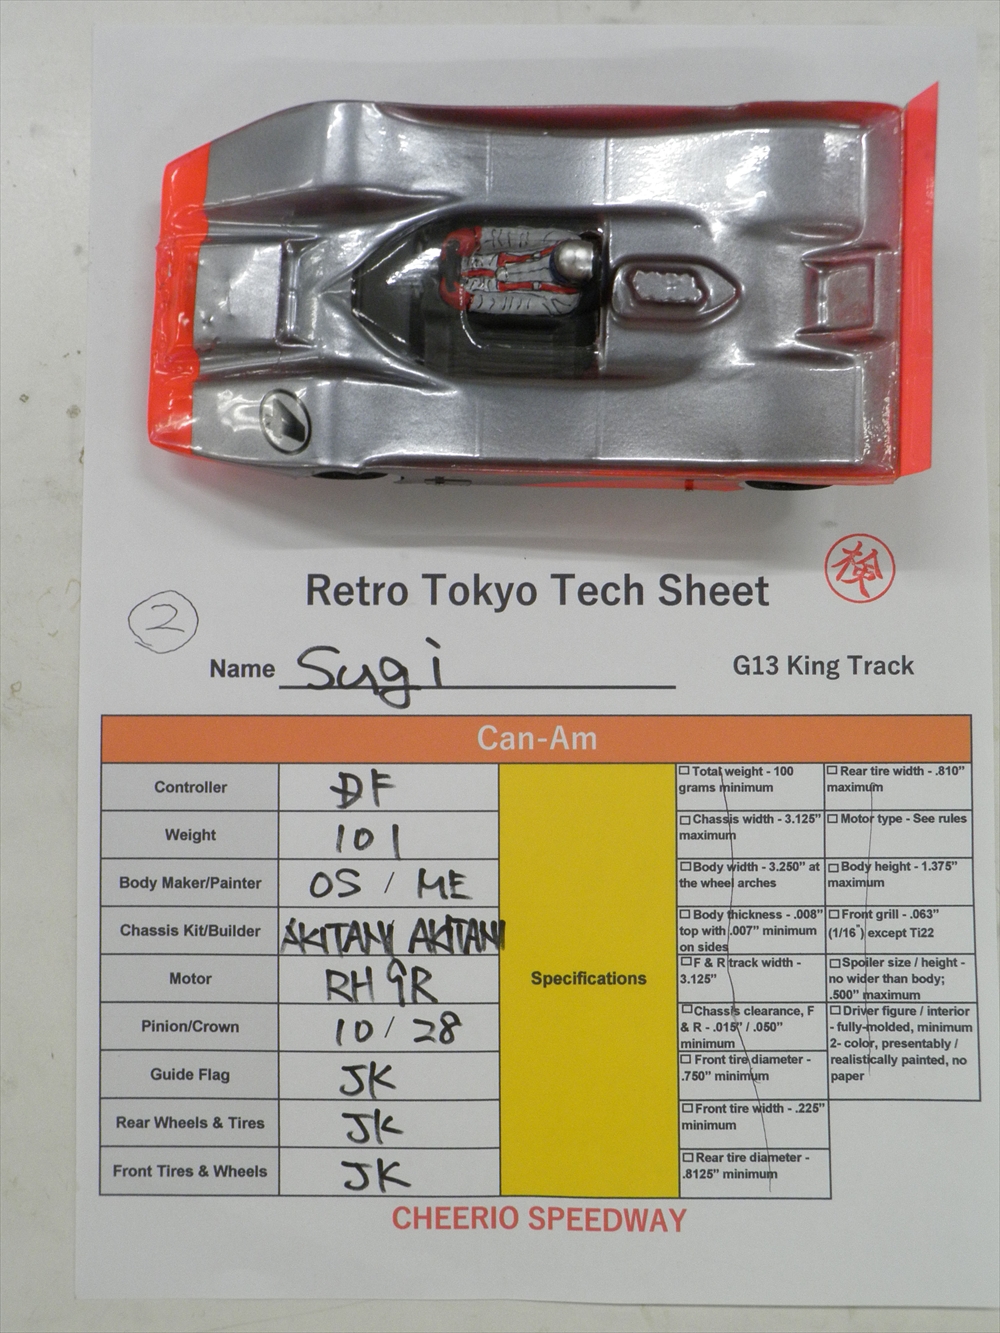 検
Retro Tokyo Tech Sheet
2
Name Sugi
G13 King Track
Can-Am
Controller DF
Weight 101
Body Maker/Painter OS / ME
Chassis Kit/Builder AKITANI AKITANI
Motor RH 9R
Pinion/Crown 10 / 28
Guide Flag JK
Rear Wheels & Tires JK
Front Tires & Wheels JK
Specifications
Total weight - 100
grams minimum
Chassis width - 3.125"
maximum
Body width - 3.250" at
the wheel arches
Body thickness - .008"
top with .007" minimum
on sides
F & R track width -
3.125"
Chassis clearance, F
& R - .015" / .050"
minimum
Front tire diameter -
.750" minimum
Front tire width - .225"
minimum
Rear tire diameter -
.8125" minimum
Rear tire width - .810"
maximum
Motor type - See rules
Body height - 1.375"
maximum
Front grill - .063"
(1/16") except Ti22
Spoiler size / height -
no wider than body;
.500" maximum
Driver figure / interior
- fully-molded, minimum
2- color, presentably /
realistically painted, no
paper
CHEERIO SPEEDWAY